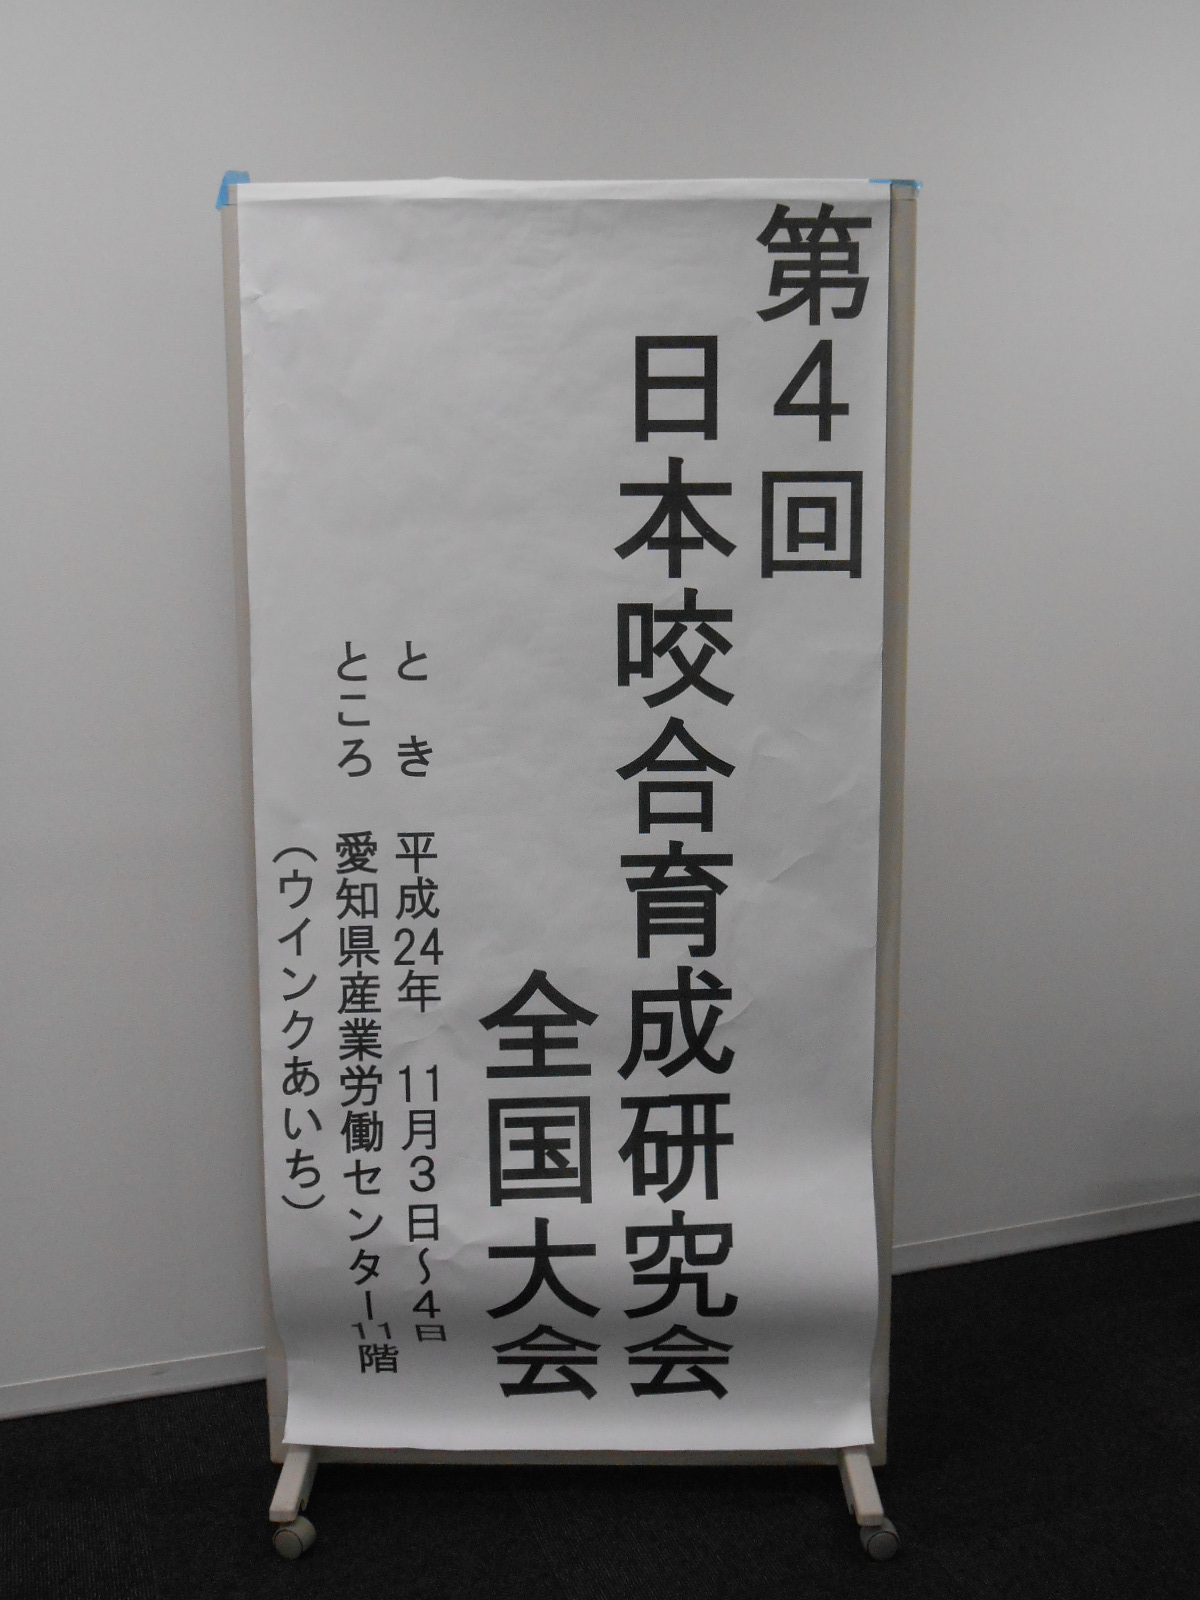 第4回
日本咬合育成研究会
全国大会
とき 平成24年 11月3日～4日
ところ 愛知県産業労働センター11階
（ウインクあいち）